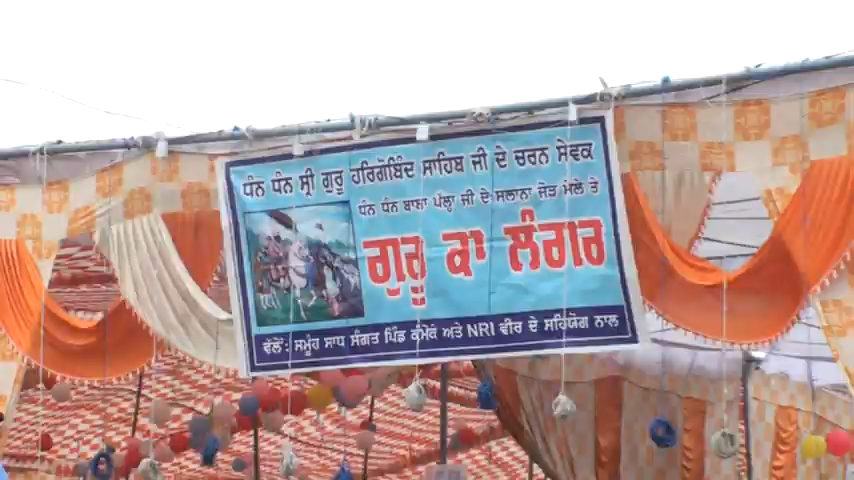 ਧੰਨ ਧੰਨ ਸ੍ਰੀ ਗੁਰੂ ਹਰਿਗੋਬਿੰਦ ਸਾਹਿਬ ਜੀ ਦੇ ਚਰਨ ਸੇਵਕ
ਧੰਨ ਧੰਨ ਬਾਬਾ ਪੱਲ੍ਹਾ ਜੀ ਦੇ ਸਲਾਨਾ ਜੋੜ ਮੇਲੇ ਤੇ
ਗੁਰੂ ਕਾ ਲੰਗਰ
ਵੱਲੋਂ: ਸਮੂੰਹ ਸਾਧ ਸੰਗਤ ਪਿੰਡ ਕੰਮੋਕੇ ਅਤੇ NRI ਵੀਰ ਦੇ ਸਹਿਯੋਗ ਨਾਲ